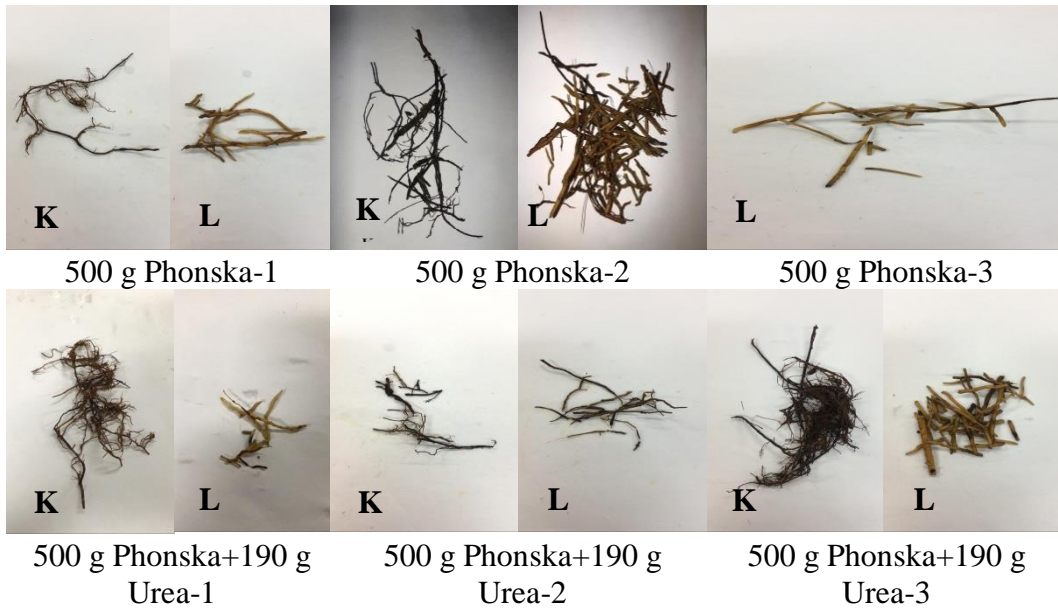 K
L
K
L
L
500 g Phonska-1
500 g Phonska-2
500 g Phonska-3
K
L
K
L
K
L
500 g Phonska+190 g
Urea-1
500 g Phonska+190 g
Urea-2
500 g Phonska+190 g
Urea-3